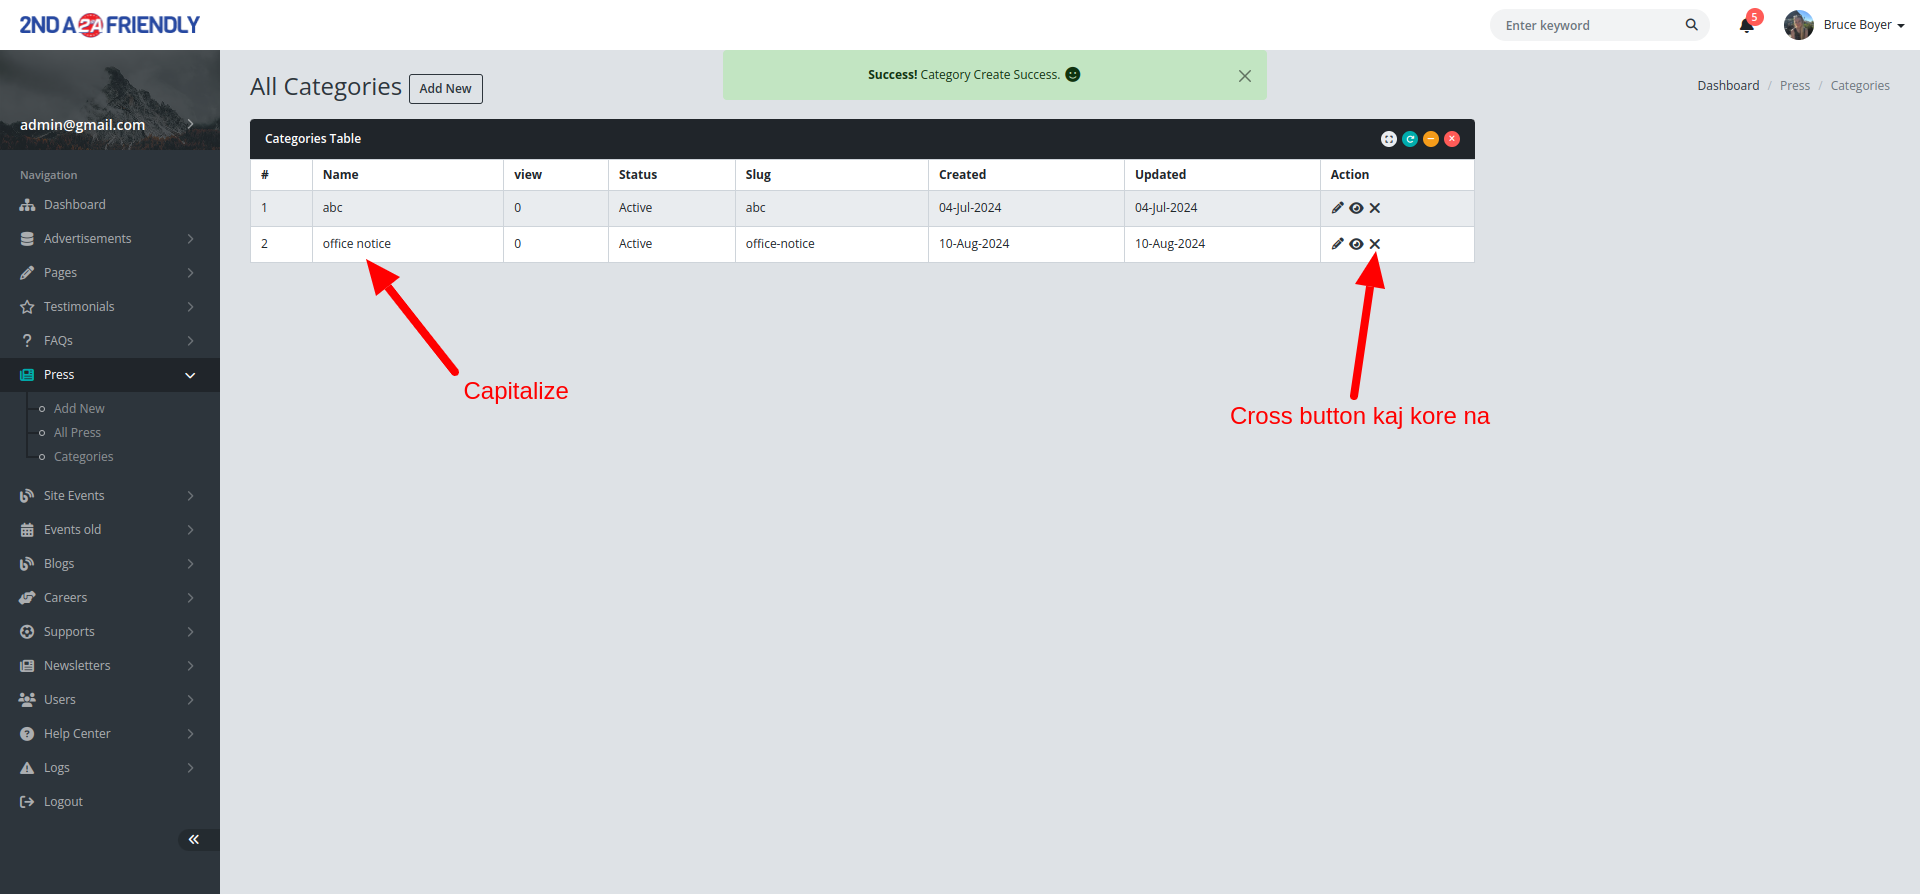 2ND A 2A FRIENDLY
Enter keyword
5
Bruce Boyer
admin@gmail.com
Navigation
Dashboard
Advertisements
Pages
Testimonials
FAQs
Press
Add New
All Press
Categories
Site Events
Events old
Blogs
Careers
Supports
Newsletters
Users
Help Center
Logs
Logout
All Categories
Add New
Success! Category Create Success.
Dashboard / Press / Categories
Categories Table
# Name view Status Slug Created Updated Action
1 abc 0 Active abc 04-Jul-2024 04-Jul-2024
2 office notice 0 Active office-notice 10-Aug-2024 10-Aug-2024
Capitalize
Cross button kaj kore na